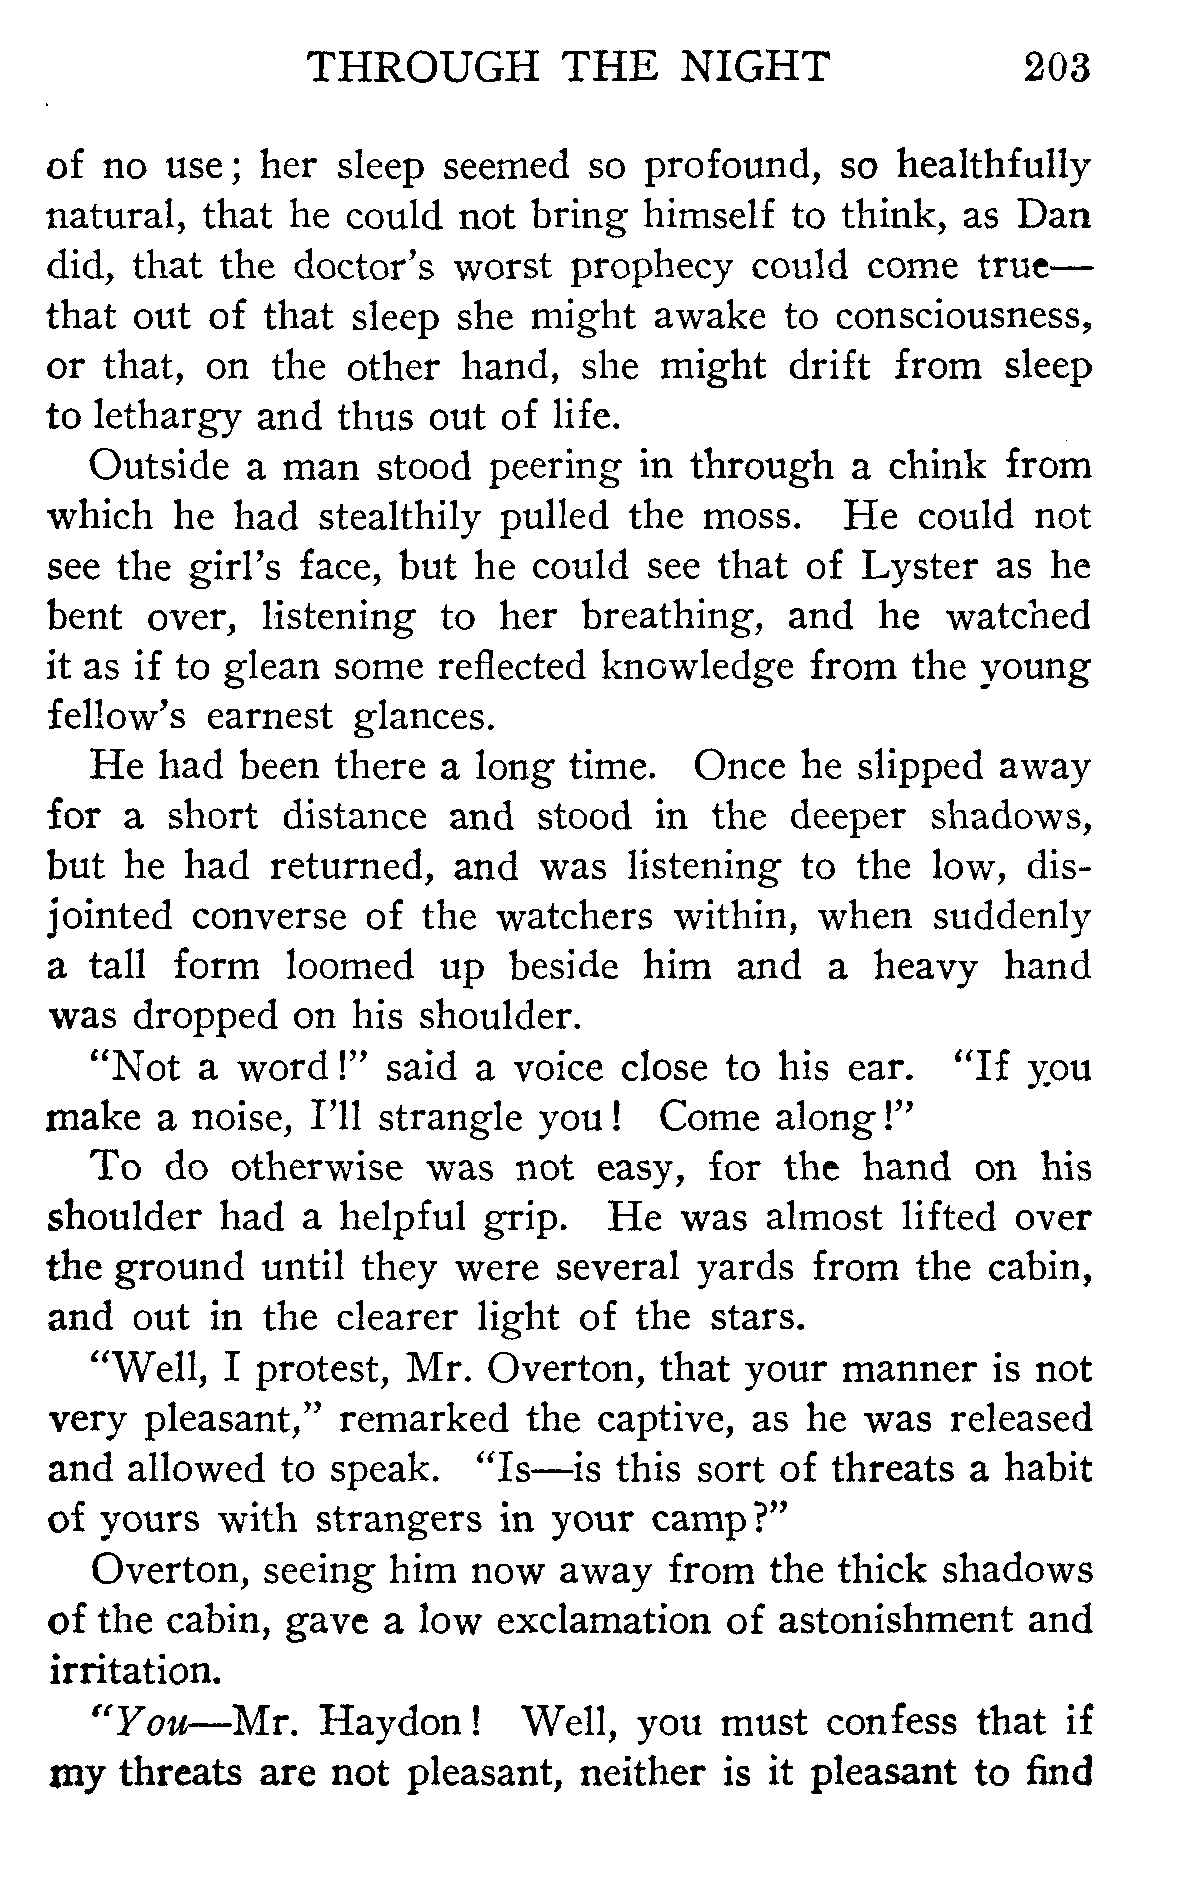 THROUGH THE NIGHT 203
of no use; her sleep seemed so profound, so healthfully
natural, that he could not bring himself to think, as Dan
did, that the doctor's worst prophecy could come true—
that out of that sleep she might awake to consciousness,
or that, on the other hand, she might drift from sleep
to lethargy and thus out of life.
Outside a man stood peering in through a chink from
which he had stealthily pulled the moss. He could not
see the girl's face, but he could see that of Lyster as he
bent over, listening to her breathing, and he watched
it as if to glean some reflected knowledge from the young
fellow's earnest glances.
He had been there a long time. Once he slipped away
for a short distance and stood in the deeper shadows,
but he had returned, and was listening to the low, dis-
jointed converse of the watchers within, when suddenly
a tall form loomed up beside him and a heavy hand
was dropped on his shoulder.
"Not a word!" said a voice close to his ear. "If you
make a noise, I'll strangle you! Come along!"
To do otherwise was not easy, for the hand on his
shoulder had a helpful grip. He was almost lifted over
the ground until they were several yards from the cabin,
and out in the clearer light of the stars.
"Well, I protest, Mr. Overton, that your manner is not
very pleasant," remarked the captive, as he was released
and allowed to speak. "Is—is this sort of threats a habit
of yours with strangers in your camp?"
Overton, seeing him now away from the thick shadows
of the cabin, gave a low exclamation of astonishment and
irritation.
"You—Mr. Haydon! Well, you must confess that if
my threats are not pleasant, neither is it pleasant to find